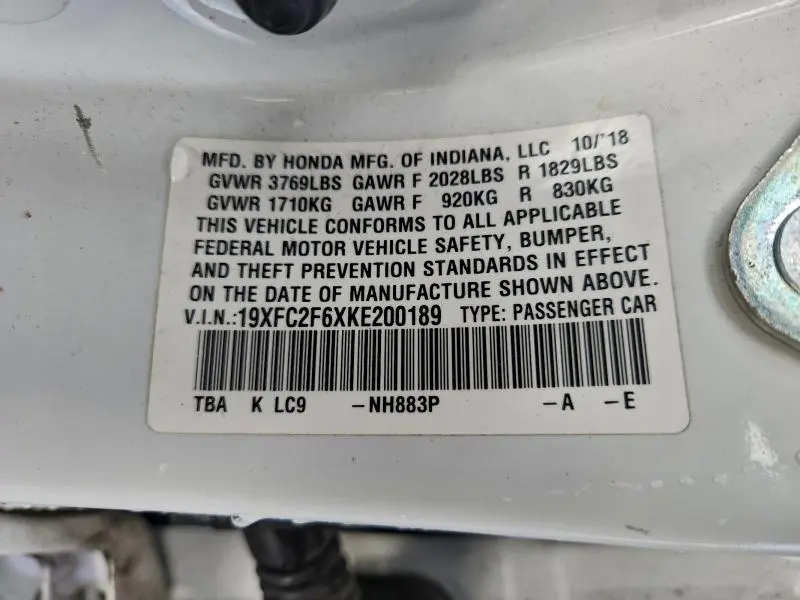 MFD. BY HONDA MFG. OF INDIANA, LLC 10/'18
GVWR 3769LBS GAWR F 2028LBS R 1829LBS
GVWR 1710KG GAWR F 920KG R 830KG
THIS VEHICLE CONFORMS TO ALL APPLICABLE
FEDERAL MOTOR VEHICLE SAFETY, BUMPER,
AND THEFT PREVENTION STANDARDS IN EFFECT
ON THE DATE OF MANUFACTURE SHOWN ABOVE.
V.I.N.:19XFC2F6XKE200189 TYPE: PASSENGER CAR
TBA K LC9 -NH883P -A -E